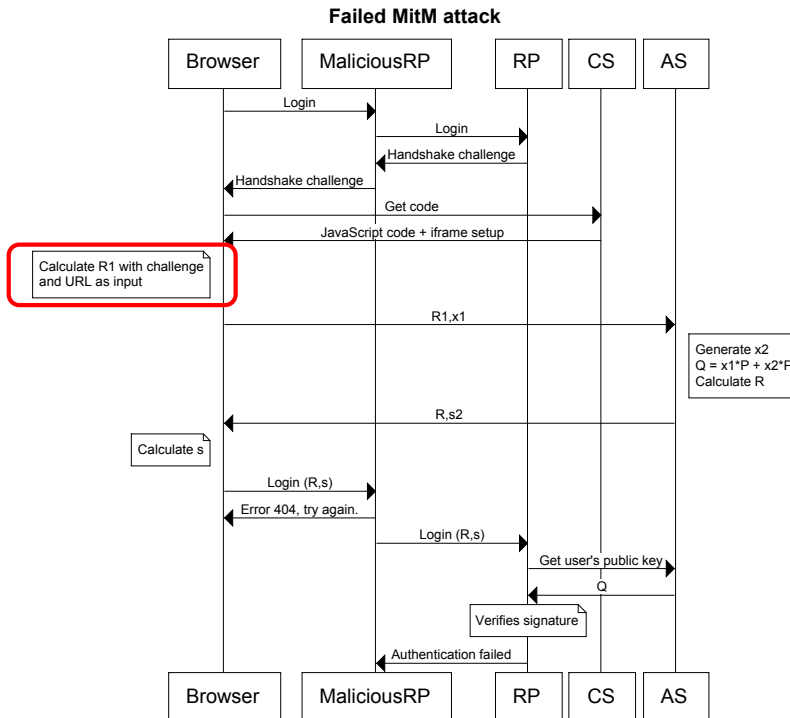 Failed MitM attack
Browser
MaliciousRP
RP
CS
AS
Login
Login
Handshake challenge
Handshake challenge
Get code
JavaScript code + iframe setup
Calculate R1 with challenge
and URL as input
R1,x1
Generate x2
Q = x1*P + x2*P
Calculate R
R,s2
Calculate s
Login (R,s)
Error 404, try again.
Login (R,s)
Get user's public key
Q
Verifies signature
Authentication failed
Browser
MaliciousRP
RP
CS
AS